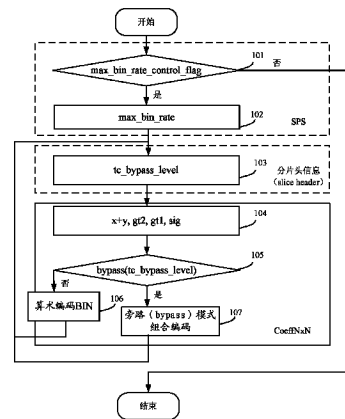 开始
101
max_bin_rate_control_flag
否
是
max_bin_rate
102
SPS
103
tc_bypass_level
分片头信息
(slice header)
x+y, gt2, gt1, sig
104
105
bypass(tc_bypass_level)
否
是
算术编码BIN
106
旁路(bypass)模式
组合编码
107
CoeffN×N
结束